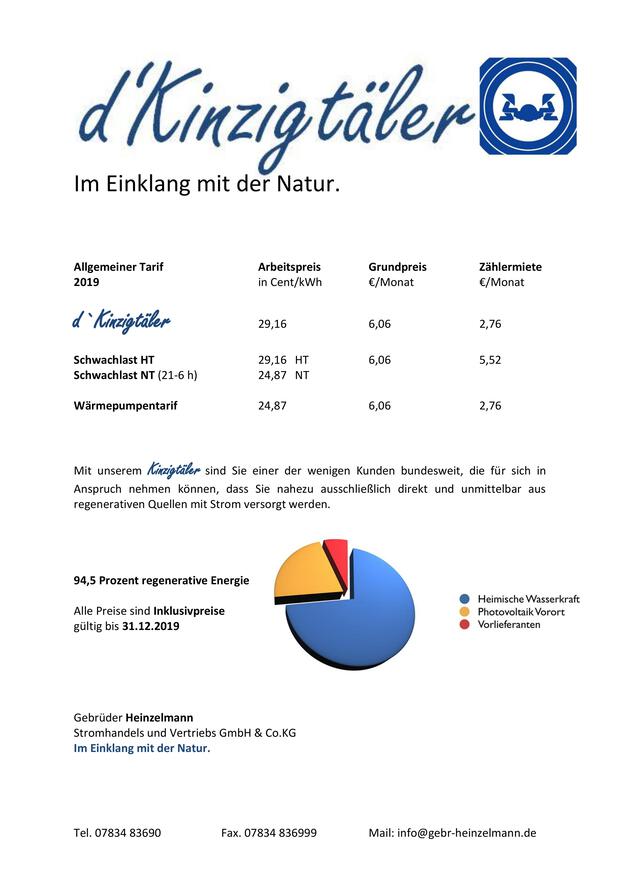 d'Kinzigtäler
Im Einklang mit der Natur.
Allgemeiner Tarif Arbeitspreis Grundpreis Zählermiete
2019 in Cent/kWh €/Monat €/Monat
d`Kinzigtäler 29,16 6,06 2,76
Schwachlast HT 29,16 HT 6,06 5,52
Schwachlast NT (21-6 h) 24,87 NT
Wärmepumpentarif 24,87 6,06 2,76
Mit unserem Kinzigtäler sind Sie einer der wenigen Kunden bundesweit, die für sich in
Anspruch nehmen können, dass Sie nahezu ausschließlich direkt und unmittelbar aus
regenerativen Quellen mit Strom versorgt werden.
94,5 Prozent regenerative Energie
Alle Preise sind Inklusivpreise
gültig bis 31.12.2019
Heimische Wasserkraft
Photovoltaik Vorort
Vorlieferanten
Gebrüder Heinzelmann
Stromhandels und Vertriebs GmbH & Co.KG
Im Einklang mit der Natur.
Tel. 07834 83690 Fax. 07834 836999 Mail: info@gebr-heinzelmann.de